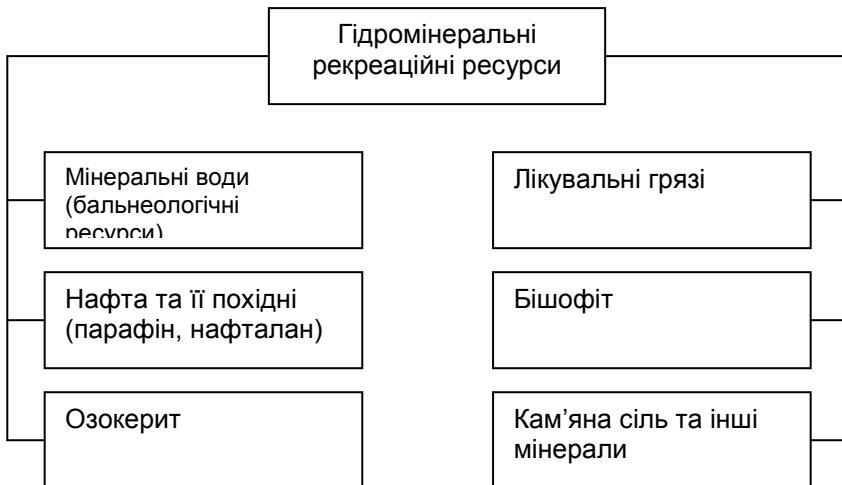 Гідромінеральні
рекреаційні ресурси
Мінеральні води
(бальнеологічні
ресурси)
Лікувальні грязі
Нафта та її похідні
(парафін, нафталан)
Бішофіт
Озокерит
Кам’яна сіль та інші
мінерали